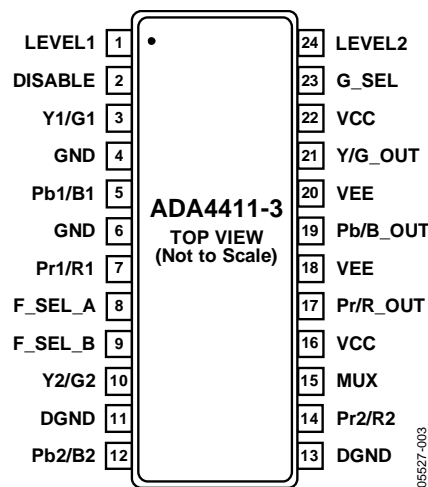 LEVEL1 1 24 LEVEL2
DISABLE 2 23 G_SEL
Y1/G1 3 22 VCC
GND 4 21 Y/G_OUT
Pb1/B1 5 20 VEE
ADA4411-3
GND 6 TOP VIEW 19 Pb/B_OUT
(Not to Scale)
Pr1/R1 7 18 VEE
F_SEL_A 8 17 Pr/R_OUT
F_SEL_B 9 16 VCC
Y2/G2 10 15 MUX
DGND 11 14 Pr2/R2
Pb2/B2 12 13 DGND
05527-003